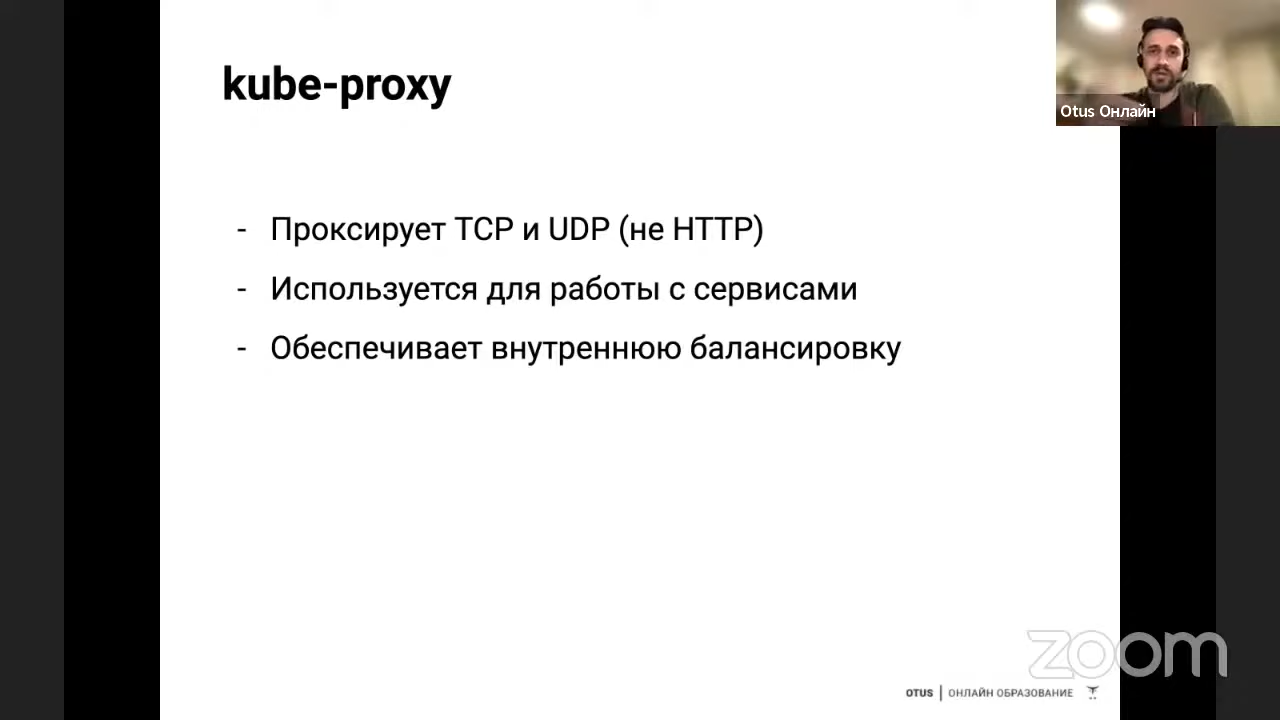 kube-proxy
Otus Онлайн
- Проксирует TCP и UDP (не HTTP)
- Используется для работы с сервисами
- Обеспечивает внутреннюю балансировку
zoom
OTUS | ОНЛАЙН ОБРАЗОВАНИЕ